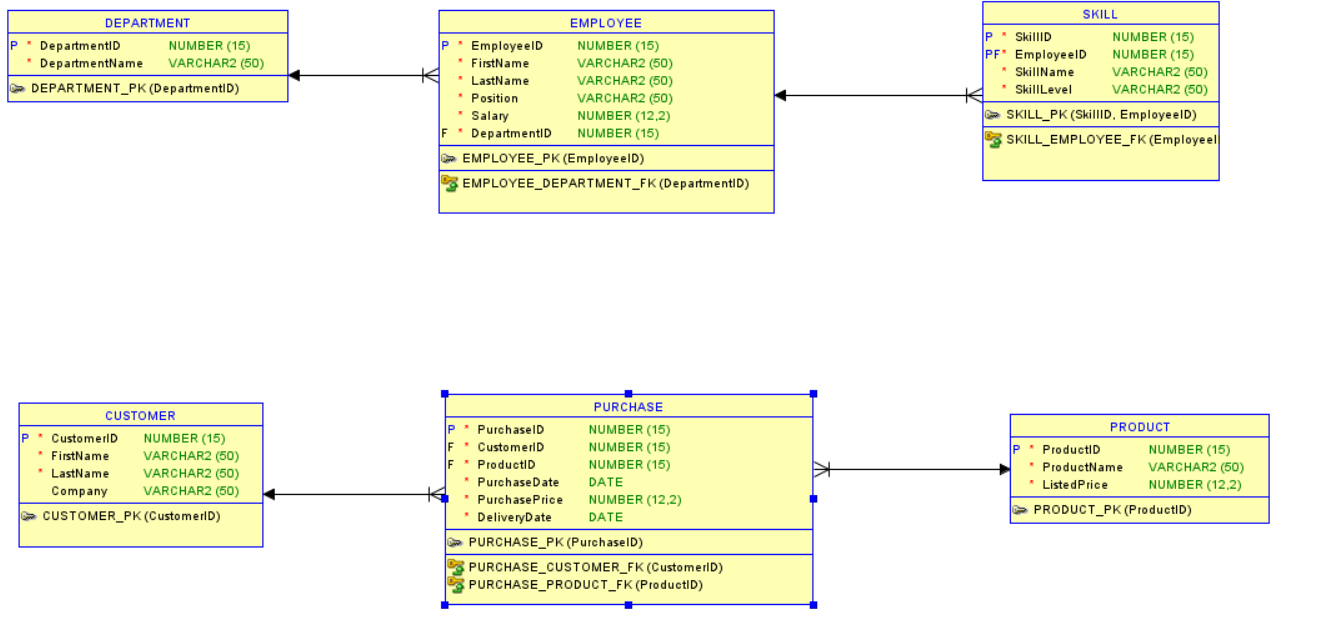 DEPARTMENT
P * DepartmentID NUMBER (15)
* DepartmentName VARCHAR2 (50)
DEPARTMENT_PK (DepartmentID)
EMPLOYEE
P * EmployeeID NUMBER (15)
* FirstName VARCHAR2 (50)
* LastName VARCHAR2 (50)
* Position VARCHAR2 (50)
* Salary NUMBER (12,2)
F * DepartmentID NUMBER (15)
EMPLOYEE_PK (EmployeeID)
EMPLOYEE_DEPARTMENT_FK (DepartmentID)
SKILL
P * SkillID NUMBER (15)
PF* EmployeeID NUMBER (15)
* SkillName VARCHAR2 (50)
* SkillLevel VARCHAR2 (50)
SKILL_PK (SkillID, EmployeeID)
SKILL_EMPLOYEE_FK (EmployeeI
CUSTOMER
P * CustomerID NUMBER (15)
* FirstName VARCHAR2 (50)
* LastName VARCHAR2 (50)
Company VARCHAR2 (50)
CUSTOMER_PK (CustomerID)
PURCHASE
P * PurchaseID NUMBER (15)
F * CustomerID NUMBER (15)
F * ProductID NUMBER (15)
* PurchaseDate DATE
* PurchasePrice NUMBER (12,2)
* DeliveryDate DATE
PURCHASE_PK (PurchaseID)
PURCHASE_CUSTOMER_FK (CustomerID)
PURCHASE_PRODUCT_FK (ProductID)
PRODUCT
P * ProductID NUMBER (15)
* ProductName VARCHAR2 (50)
* ListedPrice NUMBER (12,2)
PRODUCT_PK (ProductID)